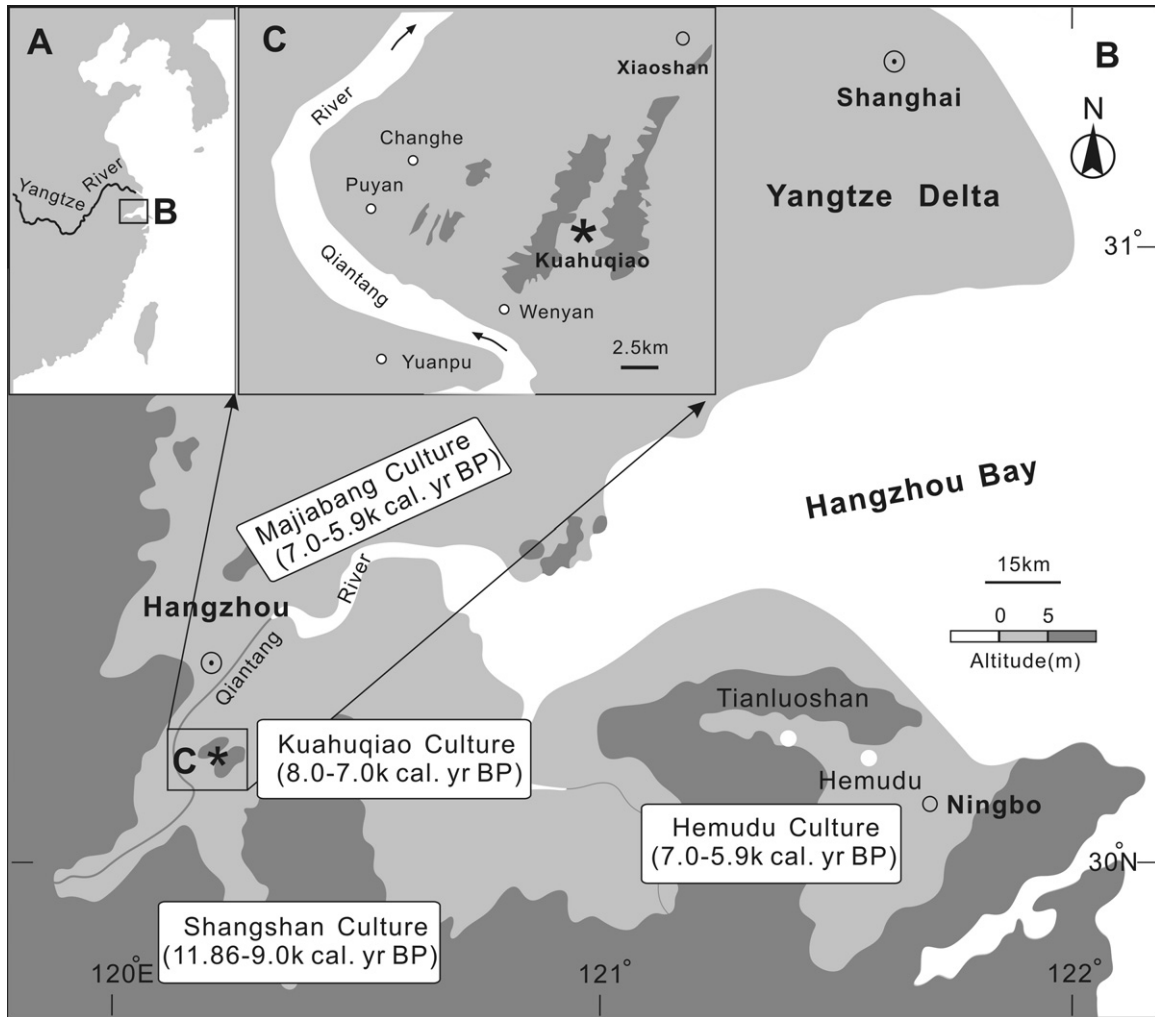 A
Yangtze River
B
C
River
Xiaoshan
Changhe
Puyan
Kuahuqiao
Qiantang
Wenyan
Yuanpu
2.5km
B
Shanghai
N
Yangtze Delta
31°
Majiabang Culture
(7.0-5.9k cal. yr BP)
Hangzhou Bay
15km
0 5
Altitude(m)
Hangzhou
River
Qiantang
C
Kuahuqiao Culture
(8.0-7.0k cal. yr BP)
Tianluoshan
Hemudu
Ningbo
Hemudu Culture
(7.0-5.9k cal. yr BP)
30°N
Shangshan Culture
(11.86-9.0k cal. yr BP)
120°E
121°
122°